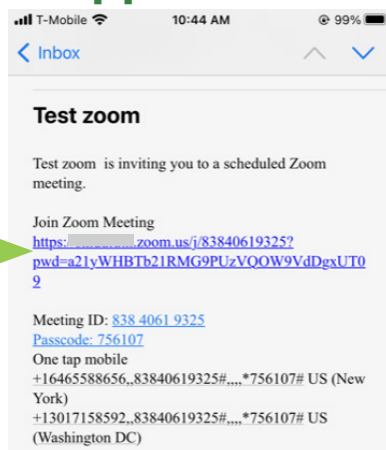 T-Mobile 10:44 AM 99%
Inbox
Test zoom
Test zoom is inviting you to a scheduled Zoom
meeting.
Join Zoom Meeting
https:/ .zoom.us/j/83840619325?
pwd=a21yWHBTb21RMG9PUzVQOW9VdDgxUT0
9
Meeting ID: 838 4061 9325
Passcode: 756107
One tap mobile
+16465588656,,83840619325#,,,,*756107# US (New
York)
+13017158592,,83840619325#,,,,*756107# US
(Washington DC)